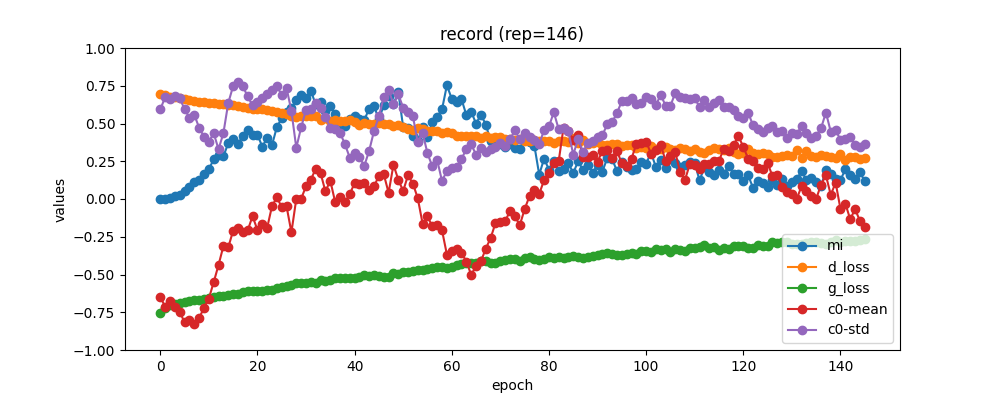 record (rep=146)
1.00
0.75
0.50
0.25
0.00
−0.25
−0.50
−0.75
−1.00
values
0 20 40 60 80 100 120 140
epoch
mi
d_loss
g_loss
c0-mean
c0-std